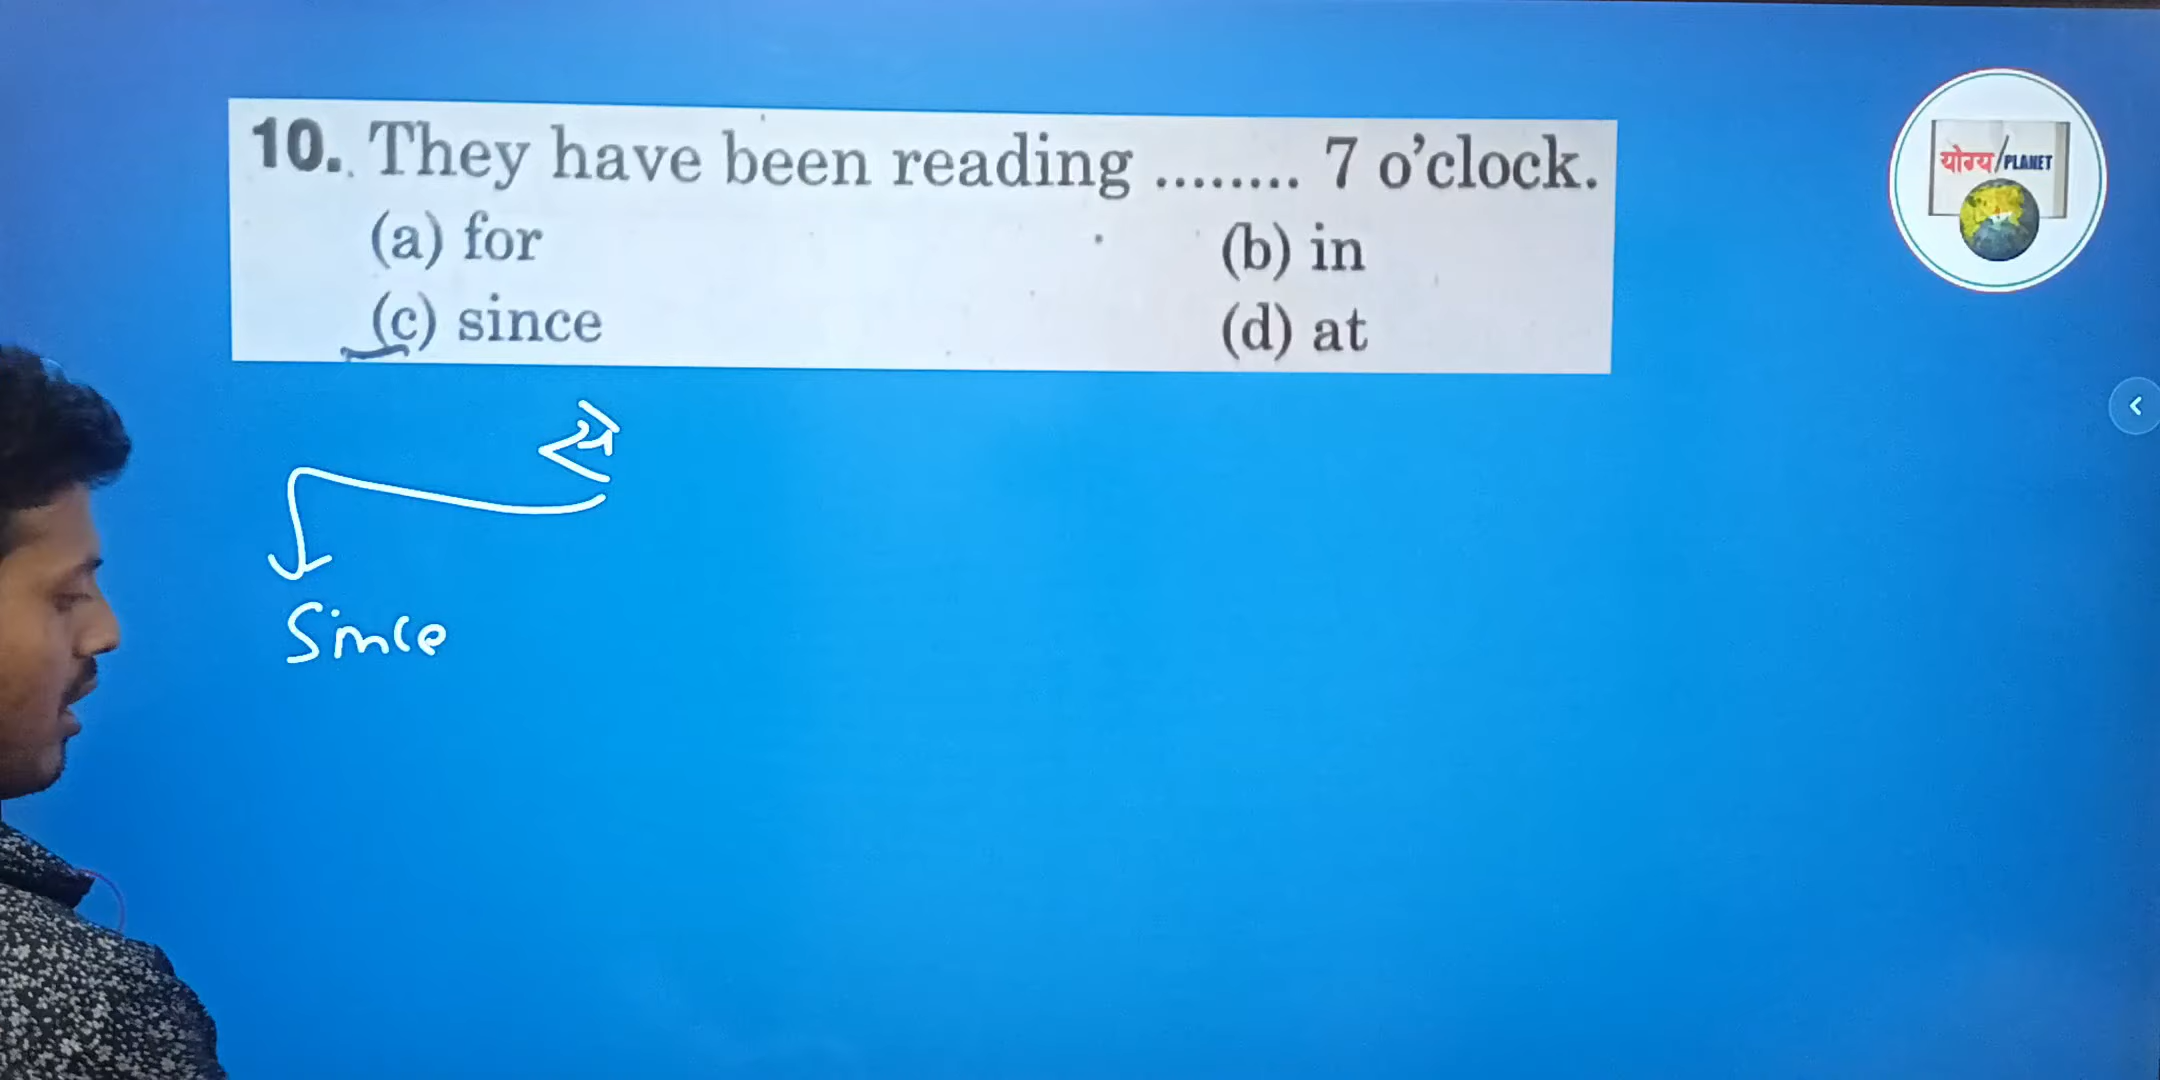 10. They have been reading ........ 7 o'clock.
(a) for (b) in
(c) since (d) at
योग्य/PLANET
से
Since